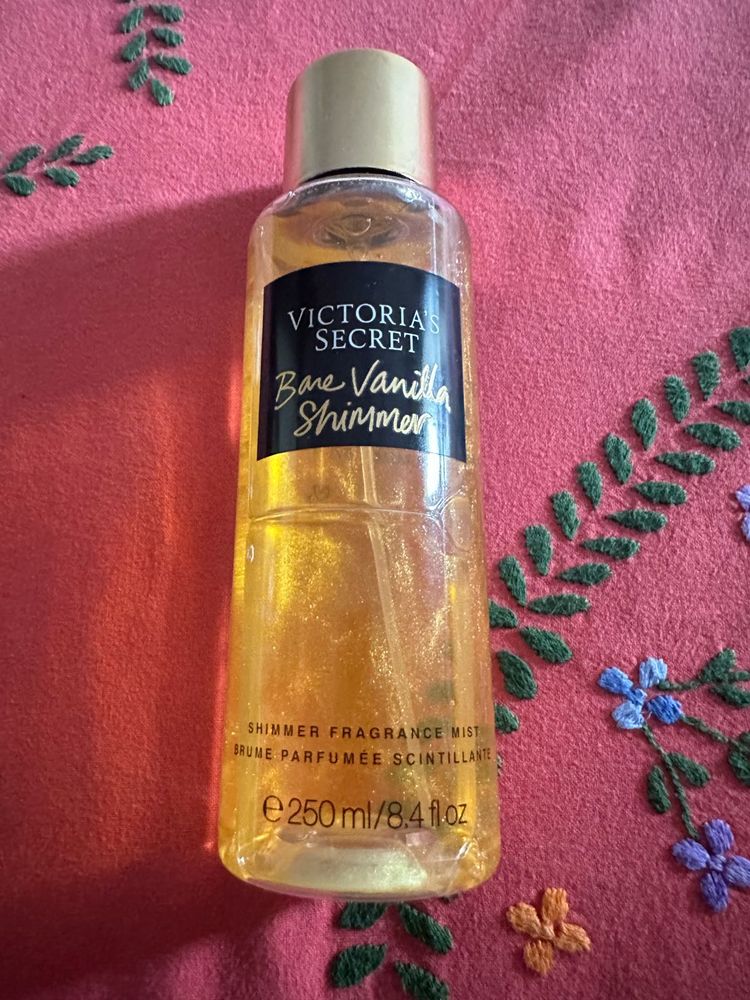 VICTORIA'S
SECRET
Bare Vanilla
Shimmer
SHIMMER FRAGRANCE MIST
BRUME PARFUMÉE SCINTILLANTE
℮250 ml/8.4 fl oz